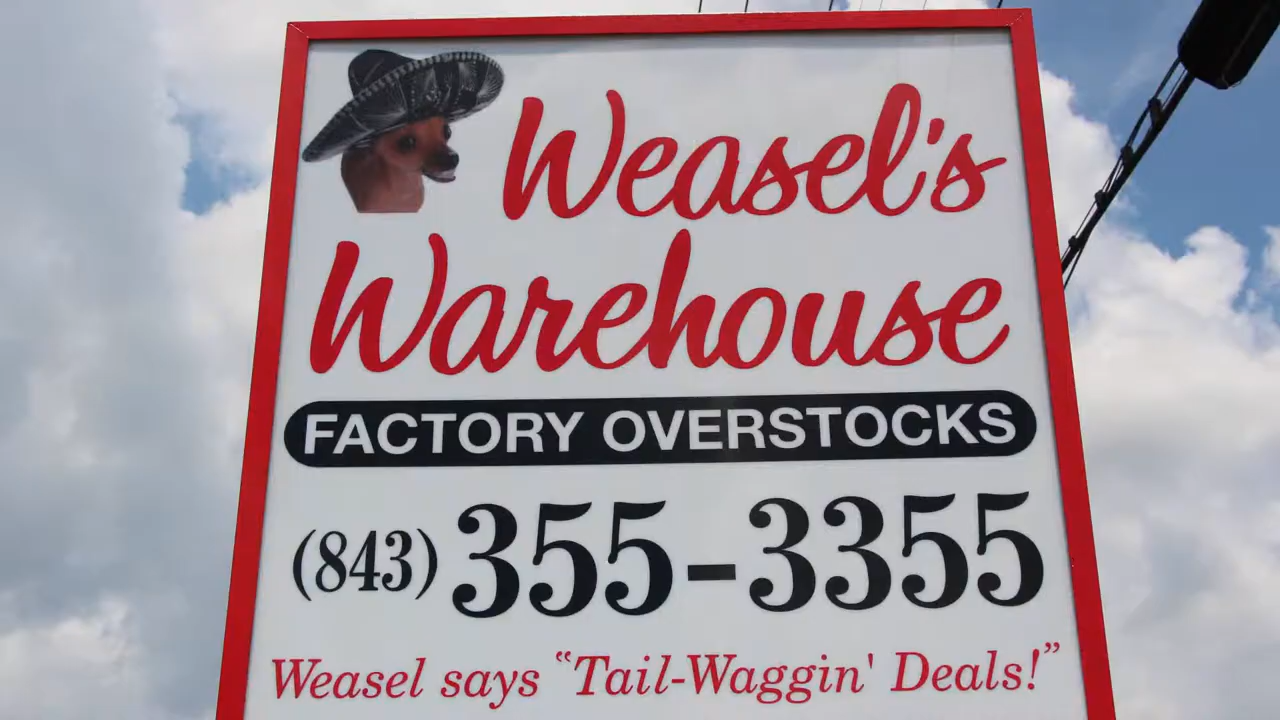 Weasel's
Warehouse
FACTORY OVERSTOCKS
(843) 355-3355
Weasel says "Tail-Waggin' Deals!"